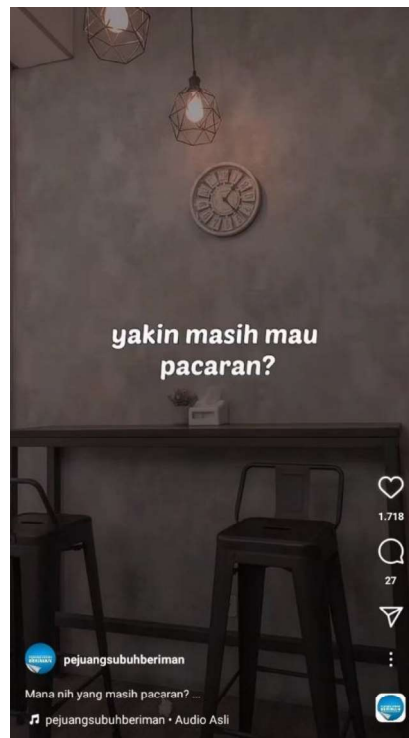 yakin masih mau
pacaran?
1.718
27
pejuangsubuhberiman
Mana nih yang masih pacaran? ...
pejuangsubuhberiman • Audio Asli